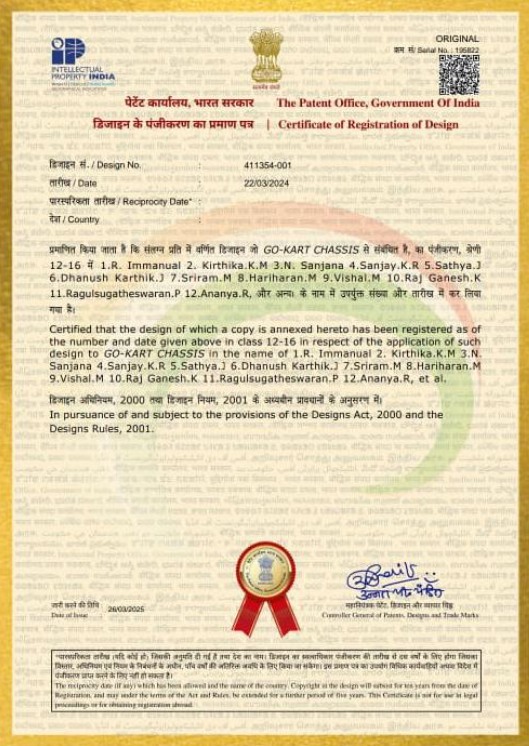 ORIGINAL
क्रम सं/ Serial No. : 195822
INTELLECTUAL
PROPERTY INDIA
पेटेंट कार्यालय, भारत सरकार The Patent Office, Government Of India
डिजाइन के पंजीकरण का प्रमाण पत्र | Certificate of Registration of Design
डिजाइन सं. / Design No. : 411354-001
तारीख / Date : 22/03/2024
पारस्परिकता तारीख / Reciprocity Date* :
देश / Country :
प्रमाणित किया जाता है कि संलग्न प्रति में वर्णित डिजाइन जो GO-KART CHASSIS से संबंधित है, का पंजीकरण, श्रेणी
12-16 में 1.R. Immanual 2. Kirthika.K.M 3.N. Sanjana 4.Sanjay.K.R 5.Sathya.J
6.Dhanush Karthik.J 7.Sriram.M 8.Hariharan.M 9.Vishal.M 10.Raj Ganesh.K
11.Ragulsugatheswaran.P 12.Ananya.R, और अन्य। के नाम में उपर्युक्त संख्या और तारीख में कर लिया
गया है।
Certified that the design of which a copy is annexed hereto has been registered as of
the number and date given above in class 12-16 in respect of the application of such
design to GO-KART CHASSIS in the name of 1.R. Immanual 2. Kirthika.K.M 3.N.
Sanjana 4.Sanjay.K.R 5.Sathya.J 6.Dhanush Karthik.J 7.Sriram.M 8.Hariharan.M
9.Vishal.M 10.Raj Ganesh.K 11.Ragulsugatheswaran.P 12.Ananya.R, et al.
डिजाइन अधिनियम, 2000 तथा डिजाइन नियम, 2001 के अध्यधीन प्रावधानों के अनुसरण में।
In pursuance of and subject to the provisions of the Designs Act, 2000 and the
Designs Rules, 2001.
जारी करने की तिथि : 26/03/2025
Date of Issue
महानियंत्रक पेटेंट, डिजाइन और व्यापार चिह्न
Controller General of Patents, Designs and Trade Marks
*पारस्परिकता तारीख (यदि कोई हो) जिसकी अनुमति दी गई है तथा देश का नाम। डिजाइन का स्वत्वाधिकार पंजीकरण की तारीख से दस वर्षों के लिए होगा जिसका
विस्तार, अधिनियम एवं नियम के निबंधनों के अधीन, पाँच वर्षों की अतिरिक्त अवधि के लिए किया जा सकेगा। इस प्रमाण पत्र का उपयोग विधिक कार्यवाहियों अथवा विदेश में
पंजीकरण प्राप्त करने के लिए नहीं हो सकता है।
The reciprocity date (if any) which has been allowed and the name of the country. Copyright in the design will subsist for ten years from the date of
Registration, and may under the terms of the Act and Rules, be extended for a further period of five years. This Certificate is not for use in legal
proceedings or for obtaining registration abroad.